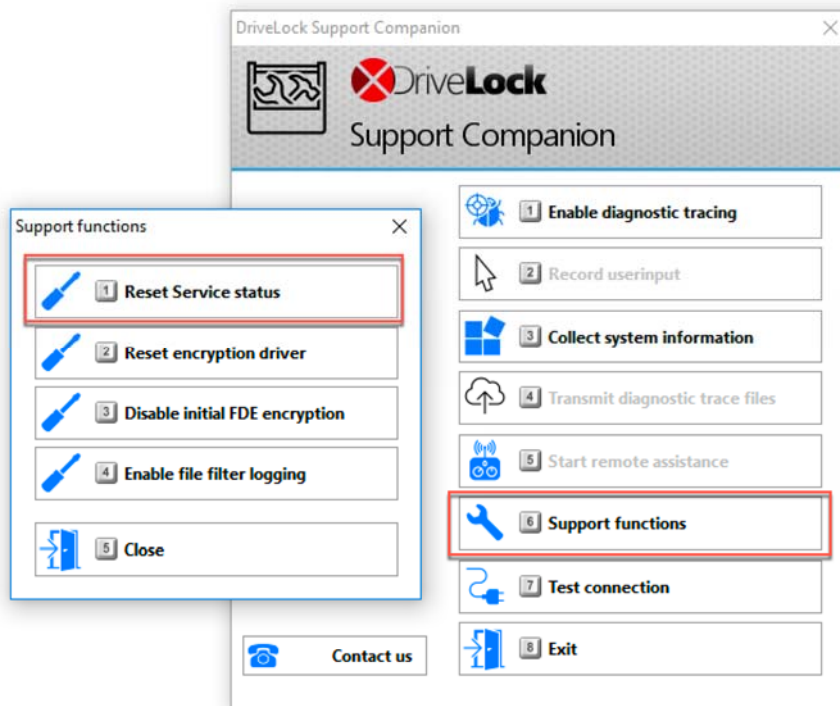 DriveLock Support Companion
DriveLock
Support Companion
1 Enable diagnostic tracing
2 Record userinput
3 Collect system information
4 Transmit diagnostic trace files
5 Start remote assistance
6 Support functions
7 Test connection
8 Exit
Contact us
Support functions
1 Reset Service status
2 Reset encryption driver
3 Disable initial FDE encryption
4 Enable file filter logging
5 Close